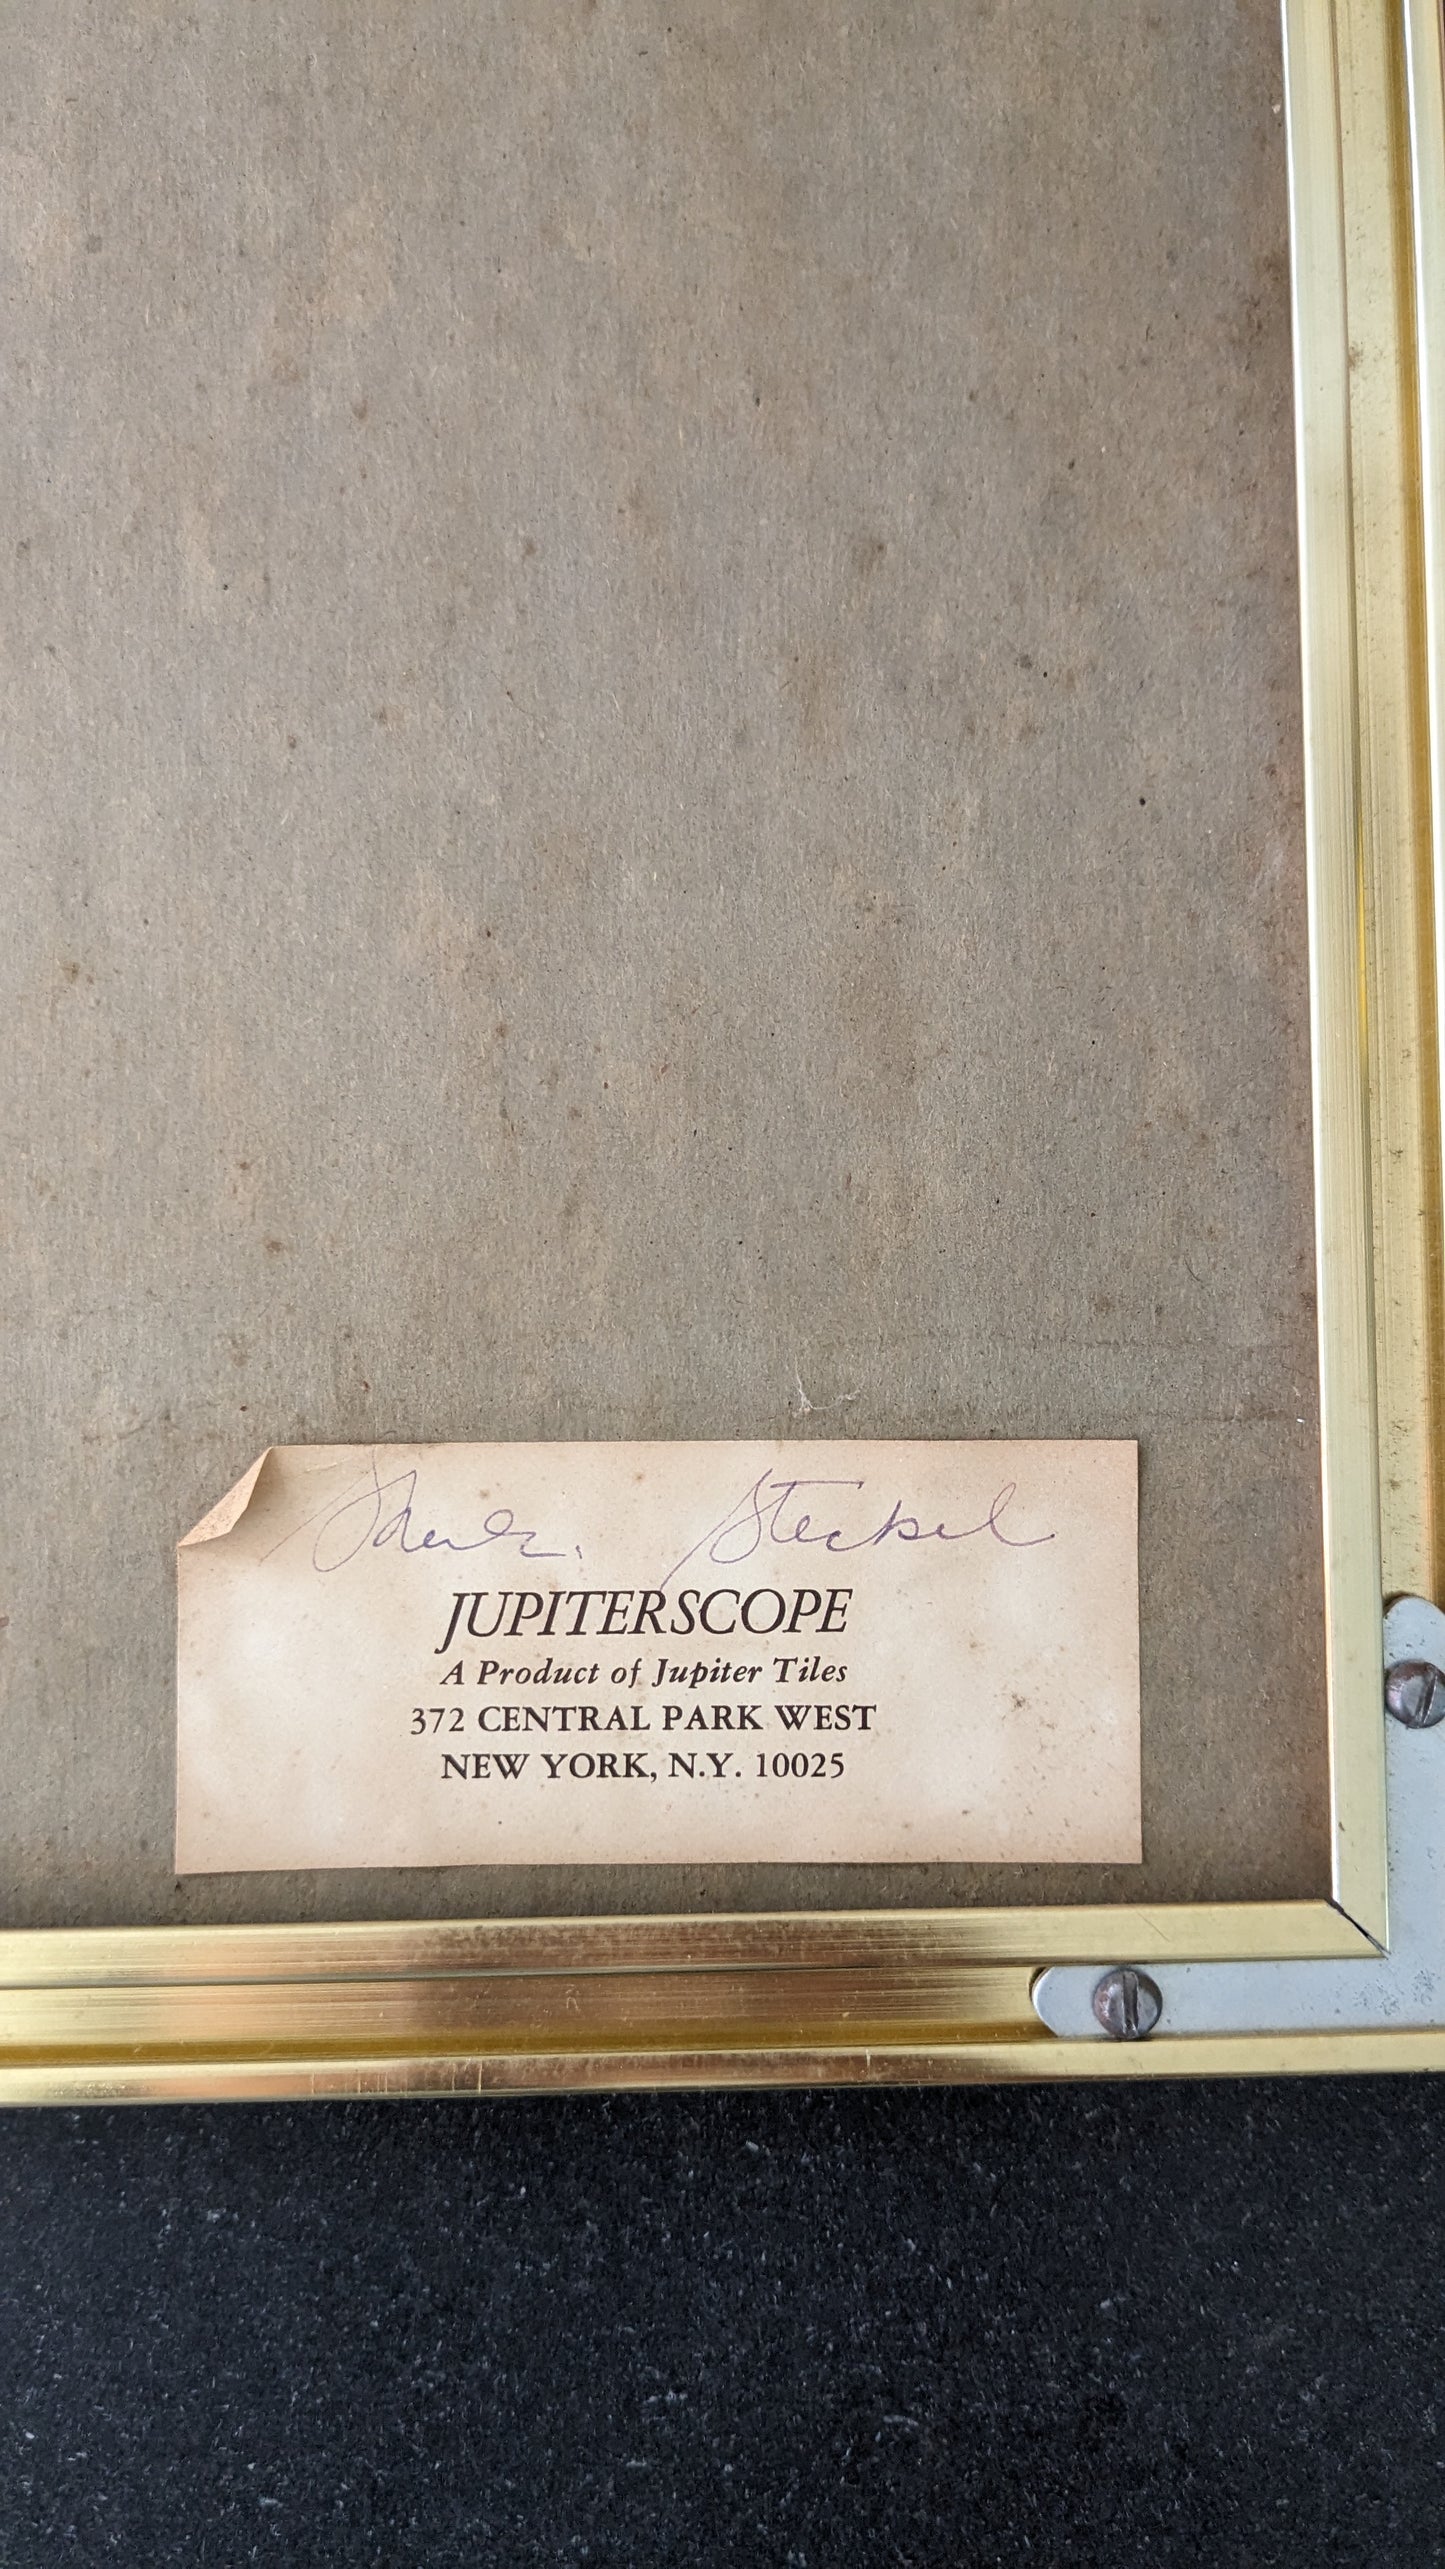 Steckel
JUPITERSCOPE
A Product of Jupiter Tiles
372 CENTRAL PARK WEST
NEW YORK, N.Y. 10025